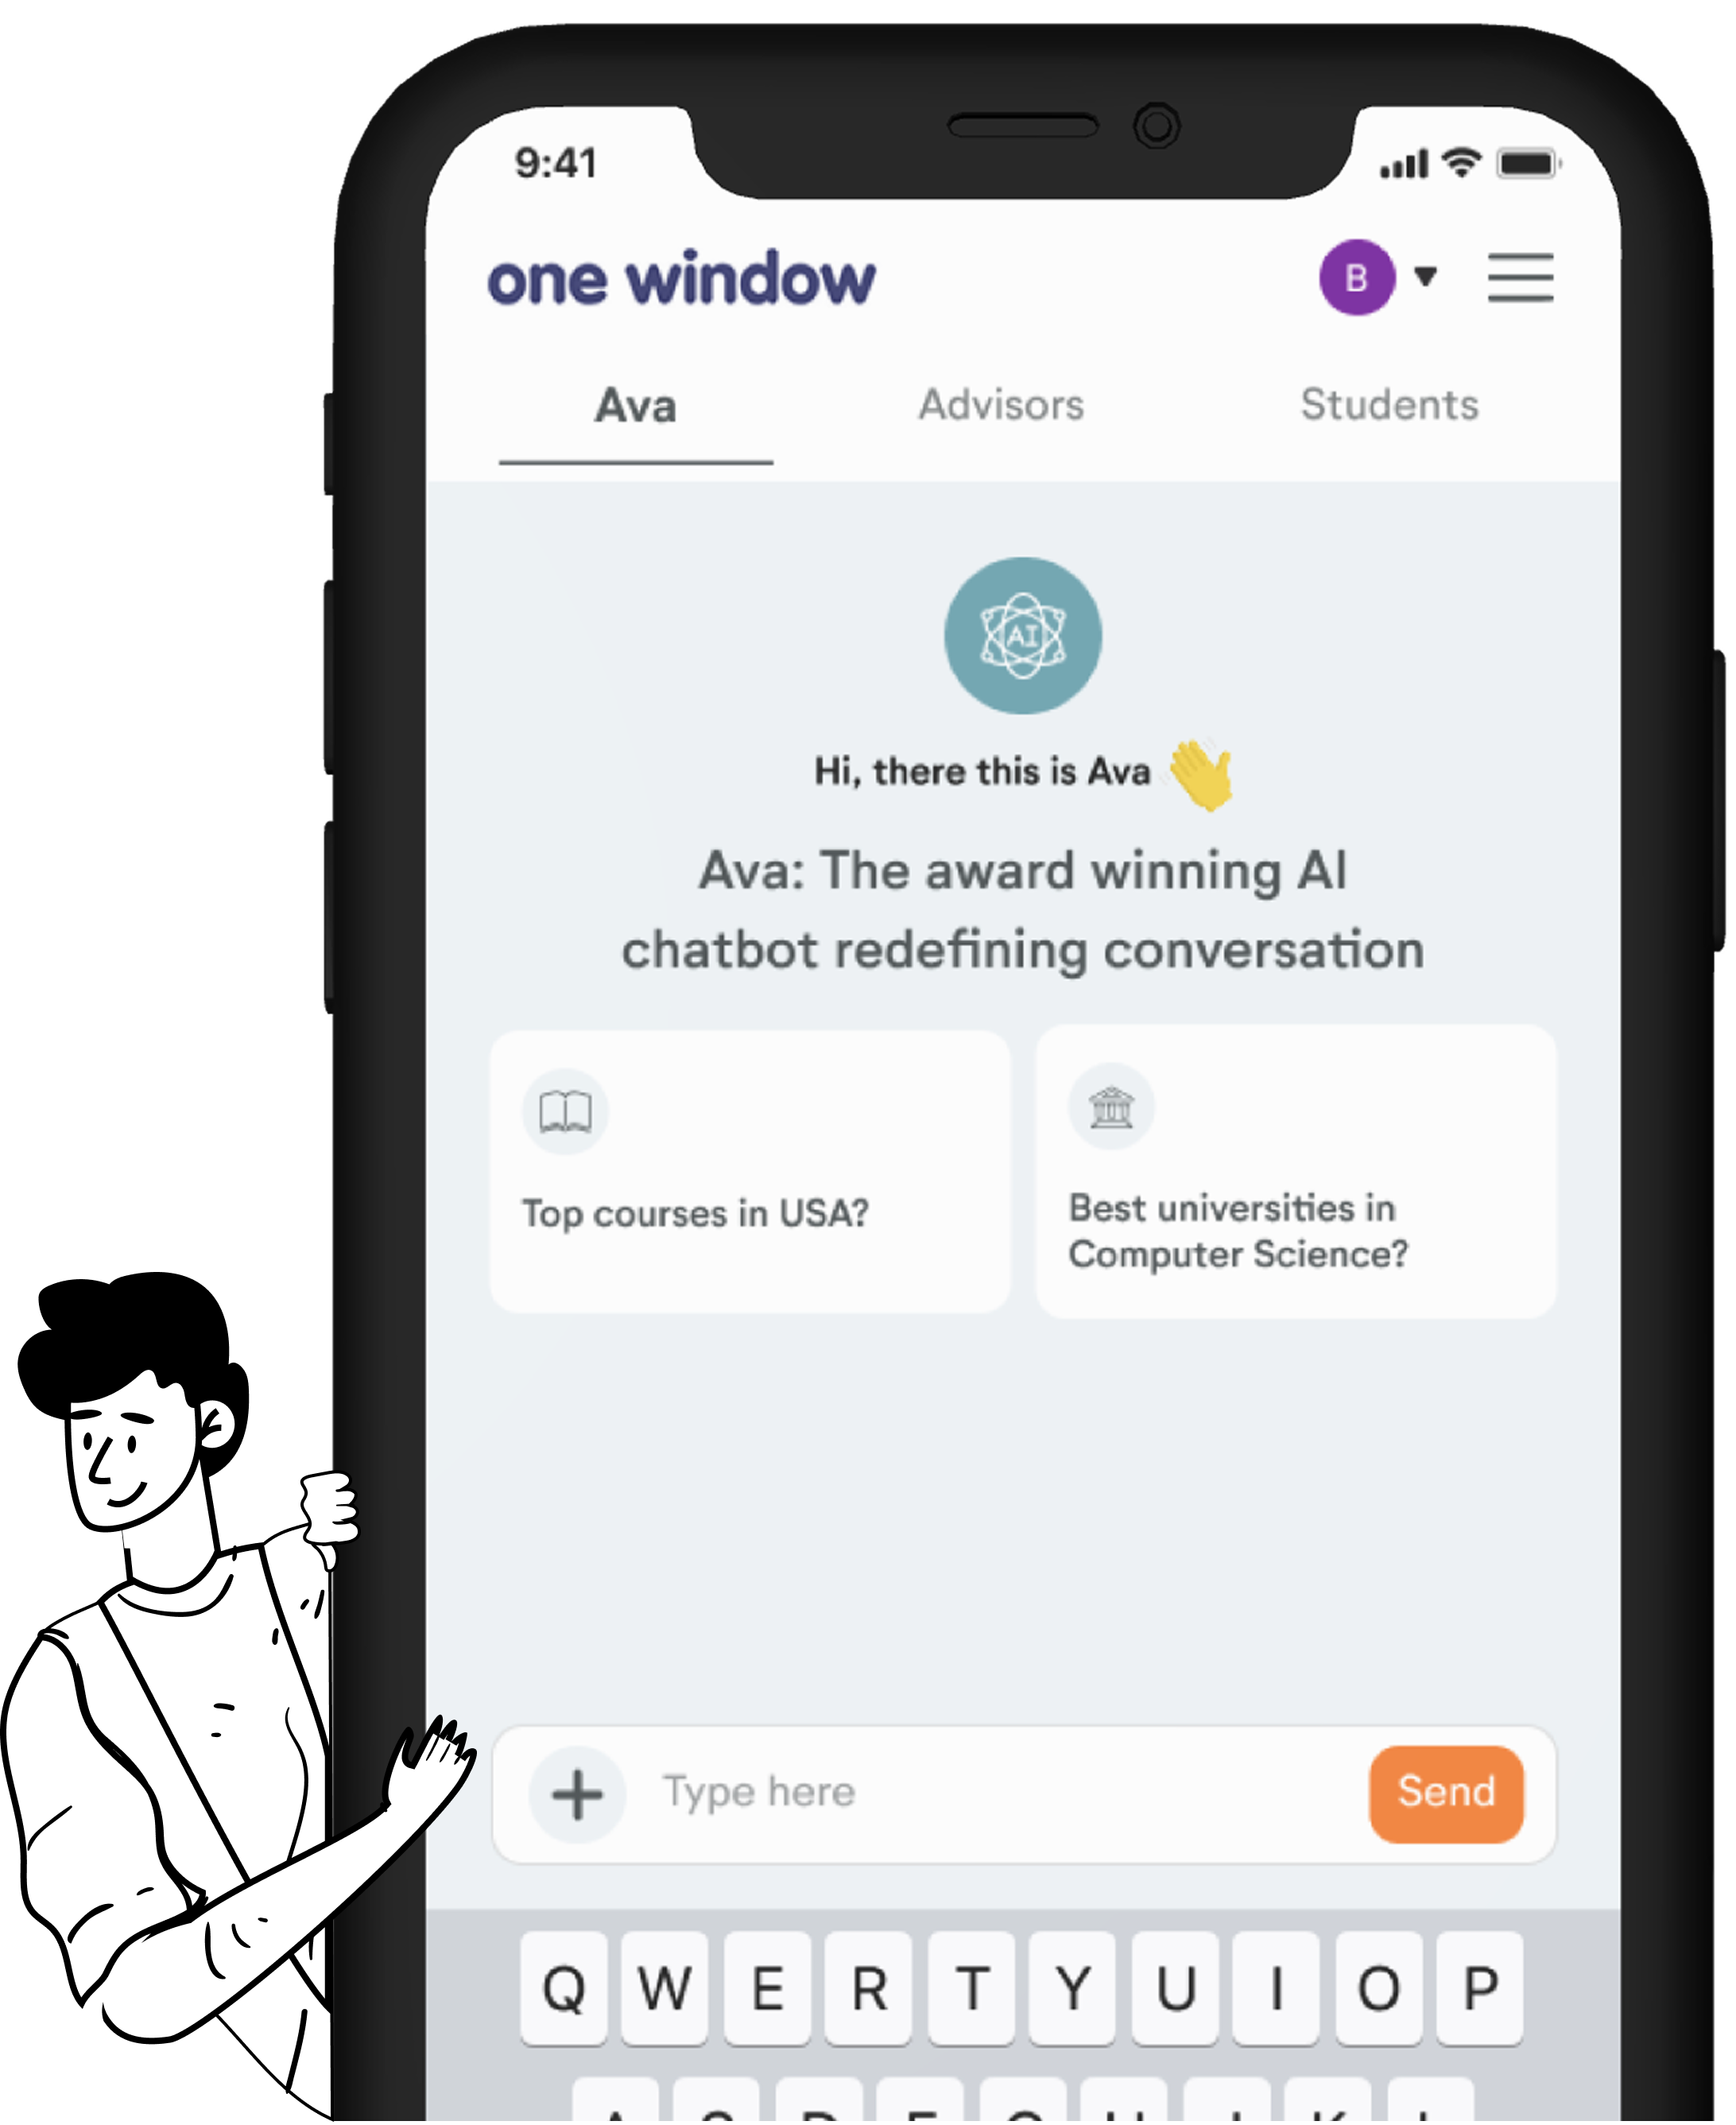 9:41
one window
B
Ava Advisors Students
AI
Hi, there this is Ava
Ava: The award winning AI
chatbot redefining conversation
Top courses in USA?
Best universities in
Computer Science?
Type here
Send
Q W E R T Y U I O P